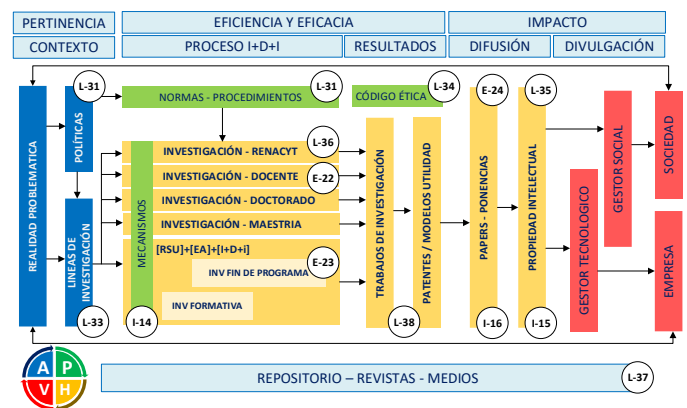 PERTINENCIA
EFICIENCIA Y EFICACIA
IMPACTO
CONTEXTO
PROCESO I+D+I
RESULTADOS
DIFUSIÓN
DIVULGACIÓN
L-31
L-31
L-34
E-24
L-35
REALIDAD PROBLEMATICA
POLÍTICAS
NORMAS - PROCEDIMIENTOS
CÓDIGO ÉTICA
LINEAS DE
INVESTIGACIÓN
L-33
MECANISMOS
I-14
INVESTIGACIÓN - RENACYT
L-36
INVESTIGACIÓN - DOCENTE
E-22
INVESTIGACIÓN - DOCTORADO
INVESTIGACIÓN – MAESTRIA
[RSU]+[EA]+[I+D+i]
E-23
INV FIN DE PROGRAMA
INV FORMATIVA
TRABAJOS DE INVESTIGACIÓN
PATENTES / MODELOS UTILIDAD
L-38
PAPERS - PONENCIAS
I-16
PROPIEDAD INTELECTUAL
I-15
GESTOR TECNOLOGICO
GESTOR SOCIAL
SOCIEDAD
EMPRESA
A P
V H
REPOSITORIO – REVISTAS - MEDIOS
L-37